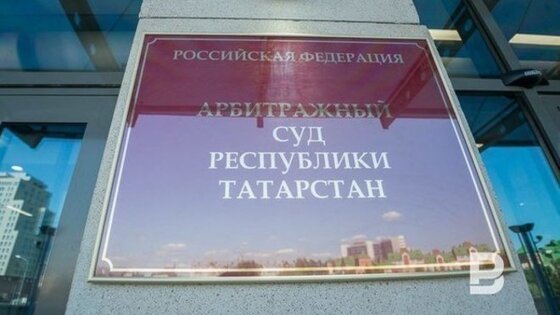 РОССИЙСКАЯ ФЕДЕРАЦИЯ
АРБИТРАЖНЫЙ
СУД
РЕСПУБЛИКИ
ТАТАРСТАН
B